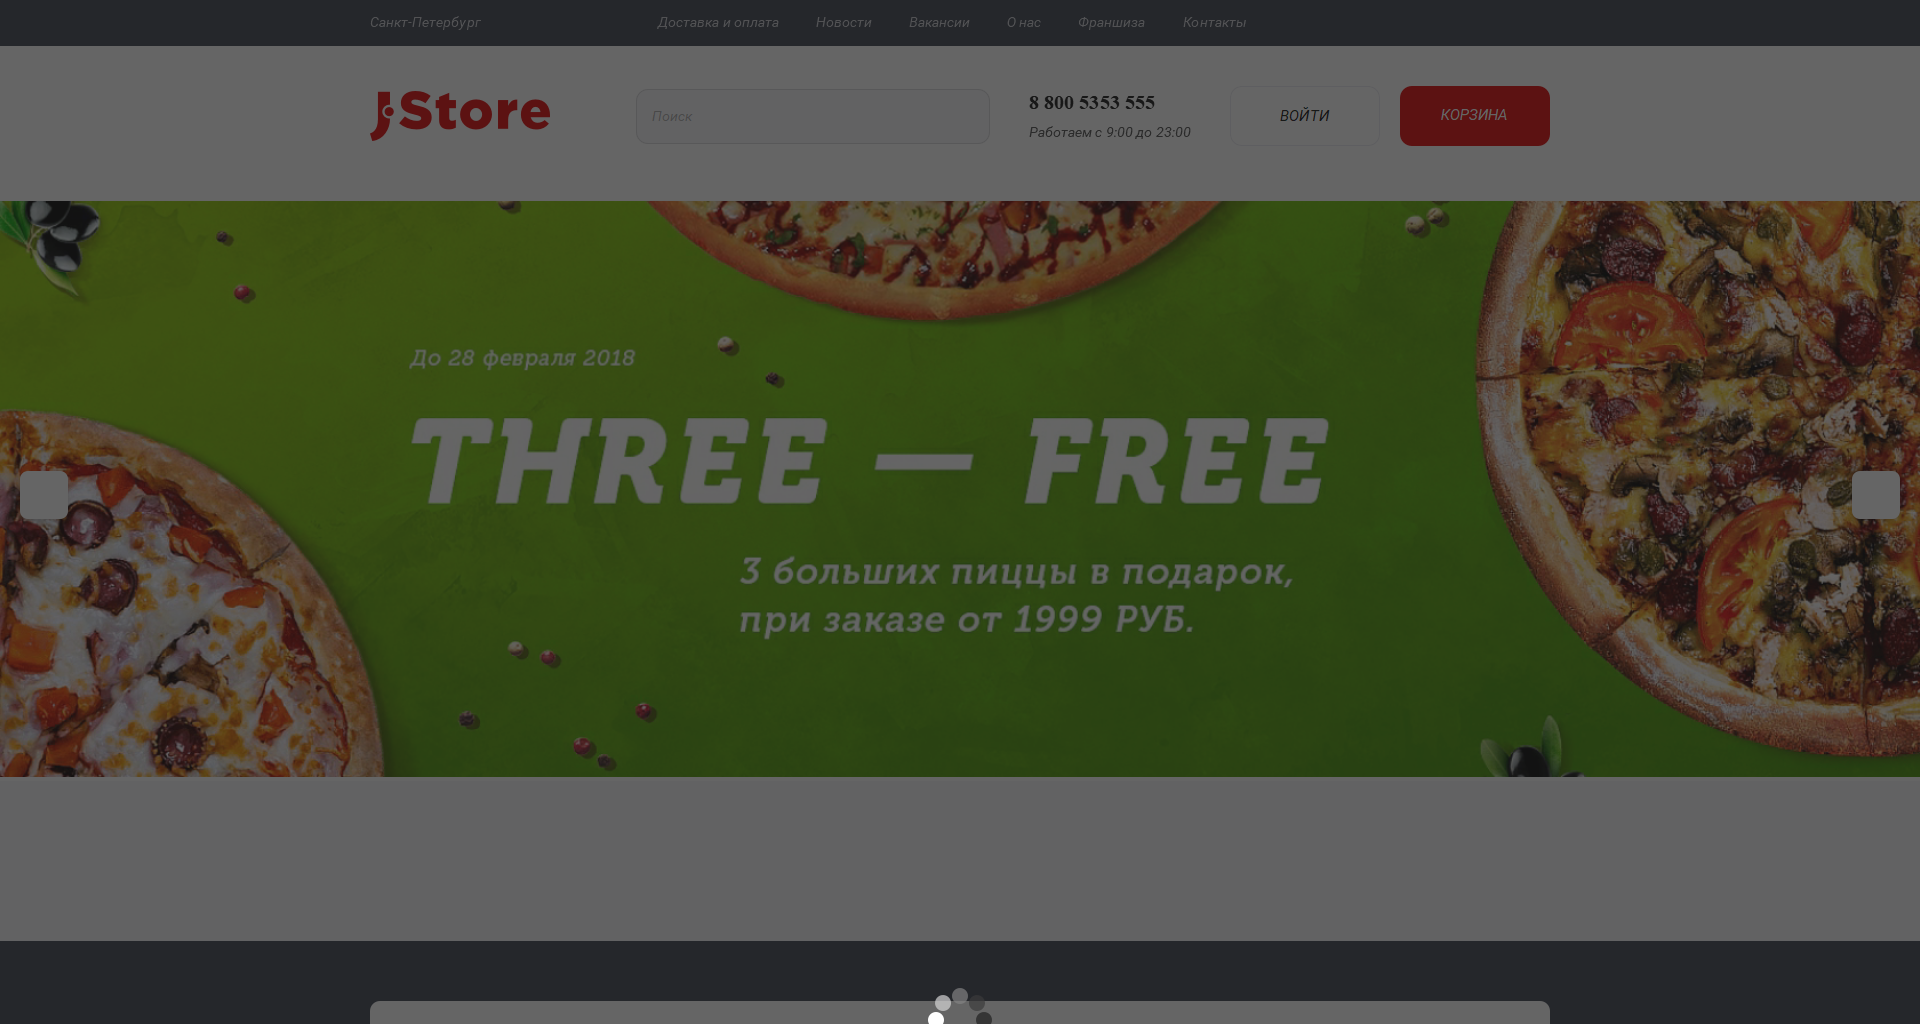 Санкт-Петербург
Доставка и оплата Новости Вакансии О нас Франшиза Контакты
JStore
Поиск
8 800 5353 555
Работаем с 9:00 до 23:00
ВОЙТИ
КОРЗИНА
До 28 февраля 2018
THREE — FREE
3 больших пиццы в подарок,
при заказе от 1999 РУБ.